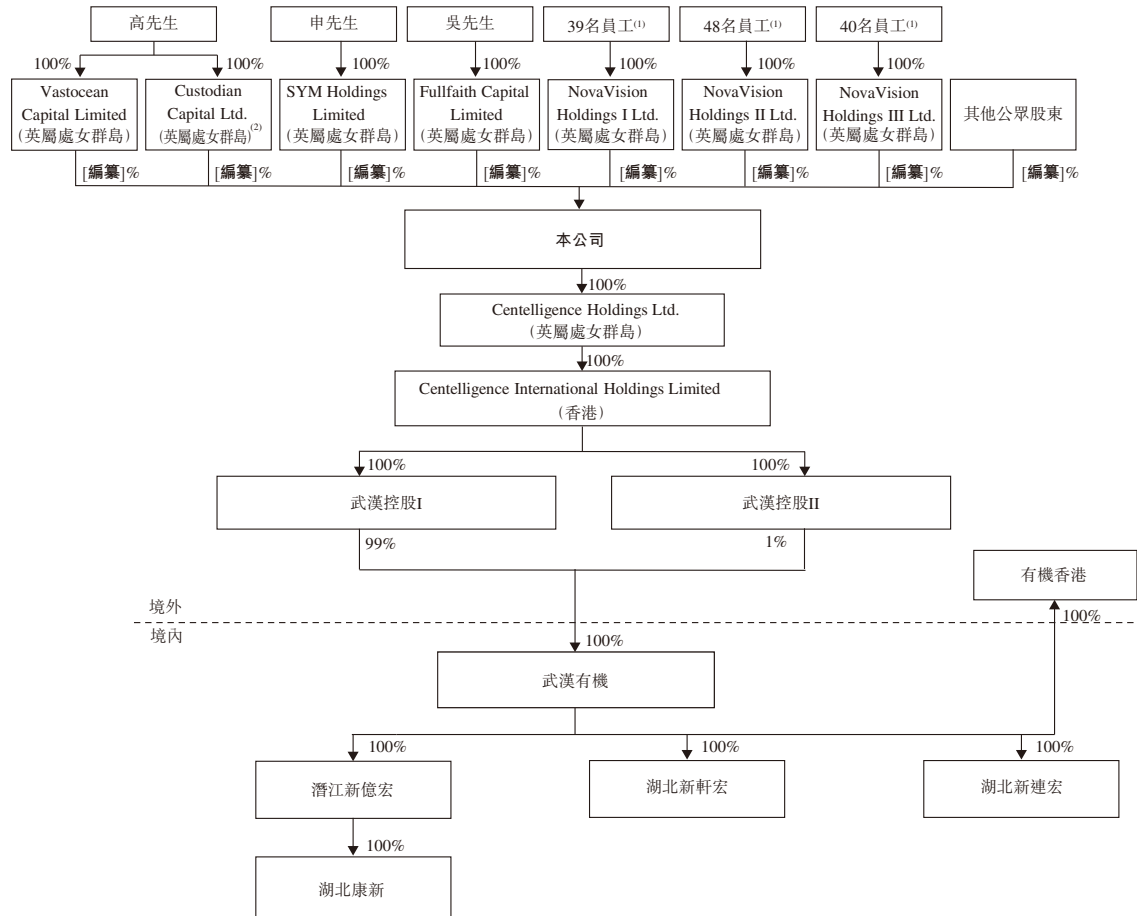 高先生
申先生
吳先生
39名員工(1)
48名員工(1)
40名員工(1)
100%
100%
100%
100%
100%
100%
100%
Vastocean
Capital Limited
(英屬處女群島)
Custodian
Capital Ltd.
(英屬處女群島)(2)
SYM Holdings
Limited
(英屬處女群島)
Fullfaith Capital
Limited
(英屬處女群島)
NovaVision
Holdings I Ltd.
(英屬處女群島)
NovaVision
Holdings II Ltd.
(英屬處女群島)
NovaVision
Holdings III Ltd.
(英屬處女群島)
其他公眾股東
[編纂]%
[編纂]%
[編纂]%
[編纂]%
[編纂]%
[編纂]%
[編纂]%
[編纂]%
本公司
100%
Centelligence Holdings Ltd.
(英屬處女群島)
100%
Centelligence International Holdings Limited
(香港)
100%
100%
武漢控股I
武漢控股II
99%
1%
有機香港
境外
100%
境內
100%
武漢有機
100%
100%
100%
潛江新億宏
湖北新軒宏
湖北新連宏
100%
湖北康新